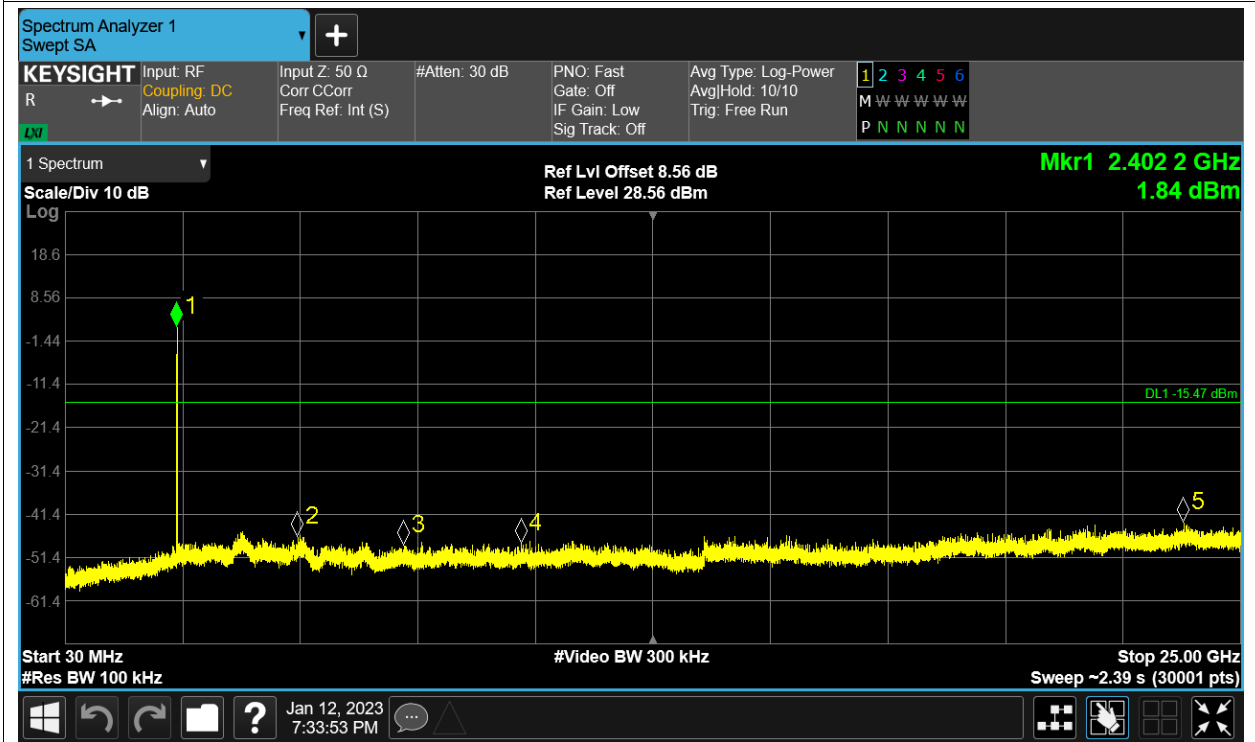 Spectrum Analyzer 1
Swept SA
KEYSIGHT
R
LXI
Input: RF
Coupling: DC
Align: Auto
Input Z: 50 Ω
Corr CCorr
Freq Ref: Int (S)
#Atten: 30 dB
PNO: Fast
Gate: Off
IF Gain: Low
Sig Track: Off
Avg Type: Log-Power
Avg|Hold: 10/10
Trig: Free Run
1 2 3 4 5 6
M W W W W W
P N N N N N
1 Spectrum
Scale/Div 10 dB
Log
Ref Lvl Offset 8.56 dB
Ref Level 28.56 dBm
Mkr1 2.402 2 GHz
1.84 dBm
18.6
8.56
-1.44
-11.4
-21.4
-31.4
-41.4
-51.4
-61.4
1
DL1 -15.47 dBm
2
3
4
5
Start 30 MHz
#Res BW 100 kHz
#Video BW 300 kHz
Stop 25.00 GHz
Sweep ~2.39 s (30001 pts)
?
Jan 12, 2023
7:33:53 PM